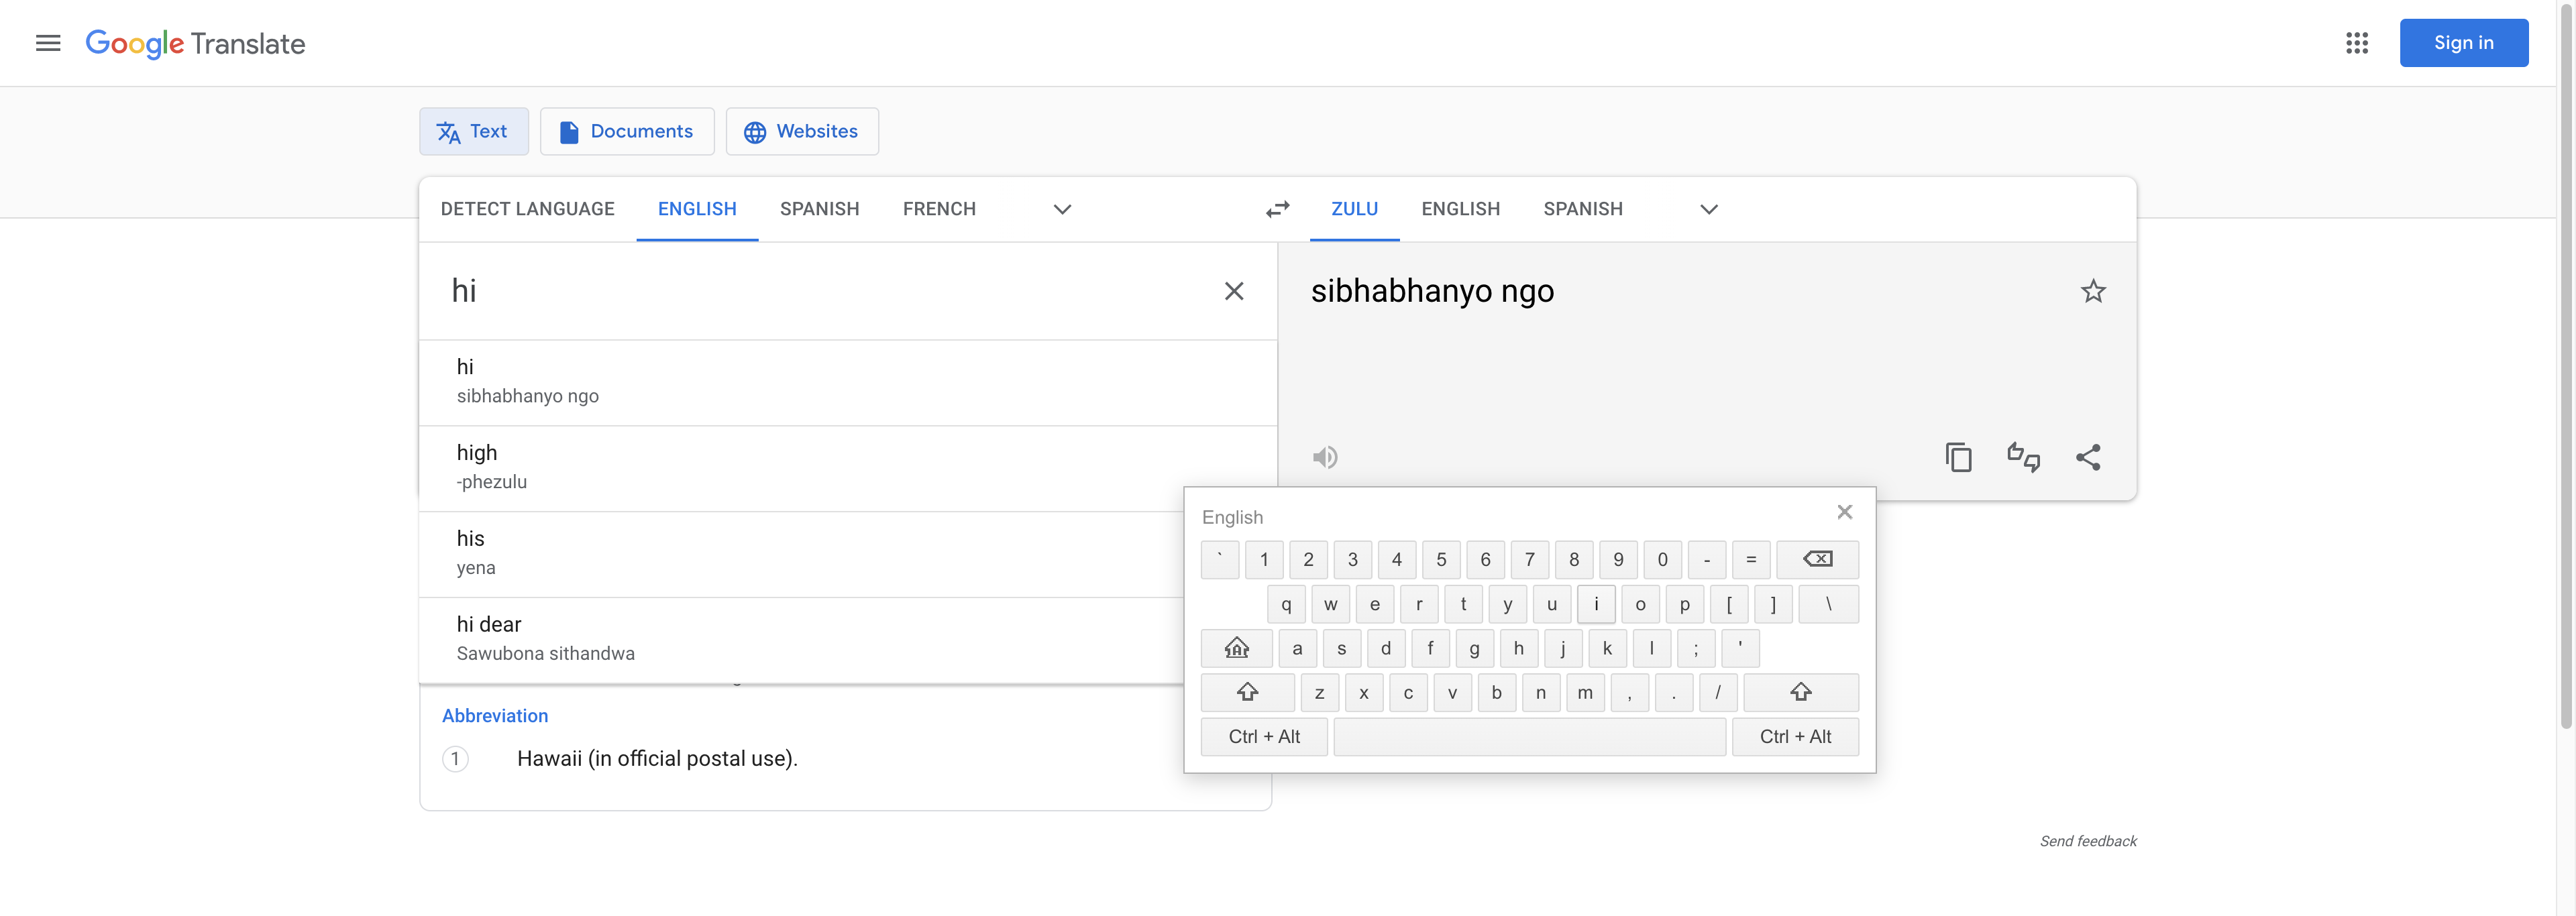 Google Translate
Sign in
Text Documents Websites
DETECT LANGUAGE ENGLISH SPANISH FRENCH ZULU ENGLISH SPANISH
hi
sibhabhanyo ngo
hi
sibhabhanyo ngo
high
-phezulu
his
yena
hi dear
Sawubona sithandwa
Abbreviation
1 Hawaii (in official postal use).
English
` 1 2 3 4 5 6 7 8 9 0 - =
q w e r t y u i o p [ ] \
a s d f g h j k l ; '
z x c v b n m , . /
Ctrl + Alt Ctrl + Alt
Send feedback